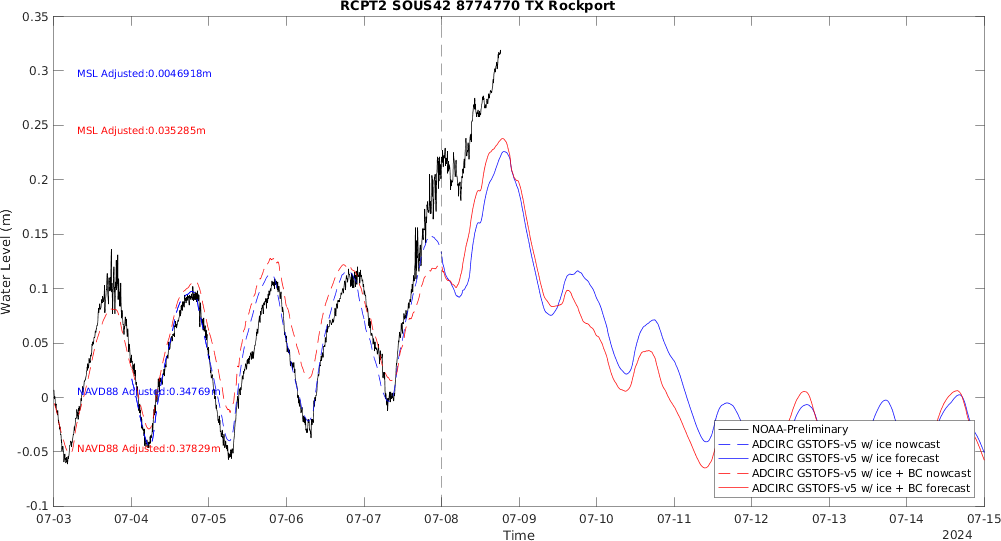 RCPT2 SOUS42 8774770 TX Rockport
0.35
0.3
0.25
0.2
0.15
0.1
0.05
0
-0.05
-0.1
Water Level (m)
MSL Adjusted:0.0046918m
MSL Adjusted:0.035285m
NAVD88 Adjusted:0.34769m
NAVD88 Adjusted:0.37829m
NOAA-Preliminary
ADCIRC GSTOFS-v5 w/ ice nowcast
ADCIRC GSTOFS-v5 w/ ice forecast
ADCIRC GSTOFS-v5 w/ ice + BC nowcast
ADCIRC GSTOFS-v5 w/ ice + BC forecast
07-03 07-04 07-05 07-06 07-07 07-08 07-09 07-10 07-11 07-12 07-13 07-14 07-15
Time
2024